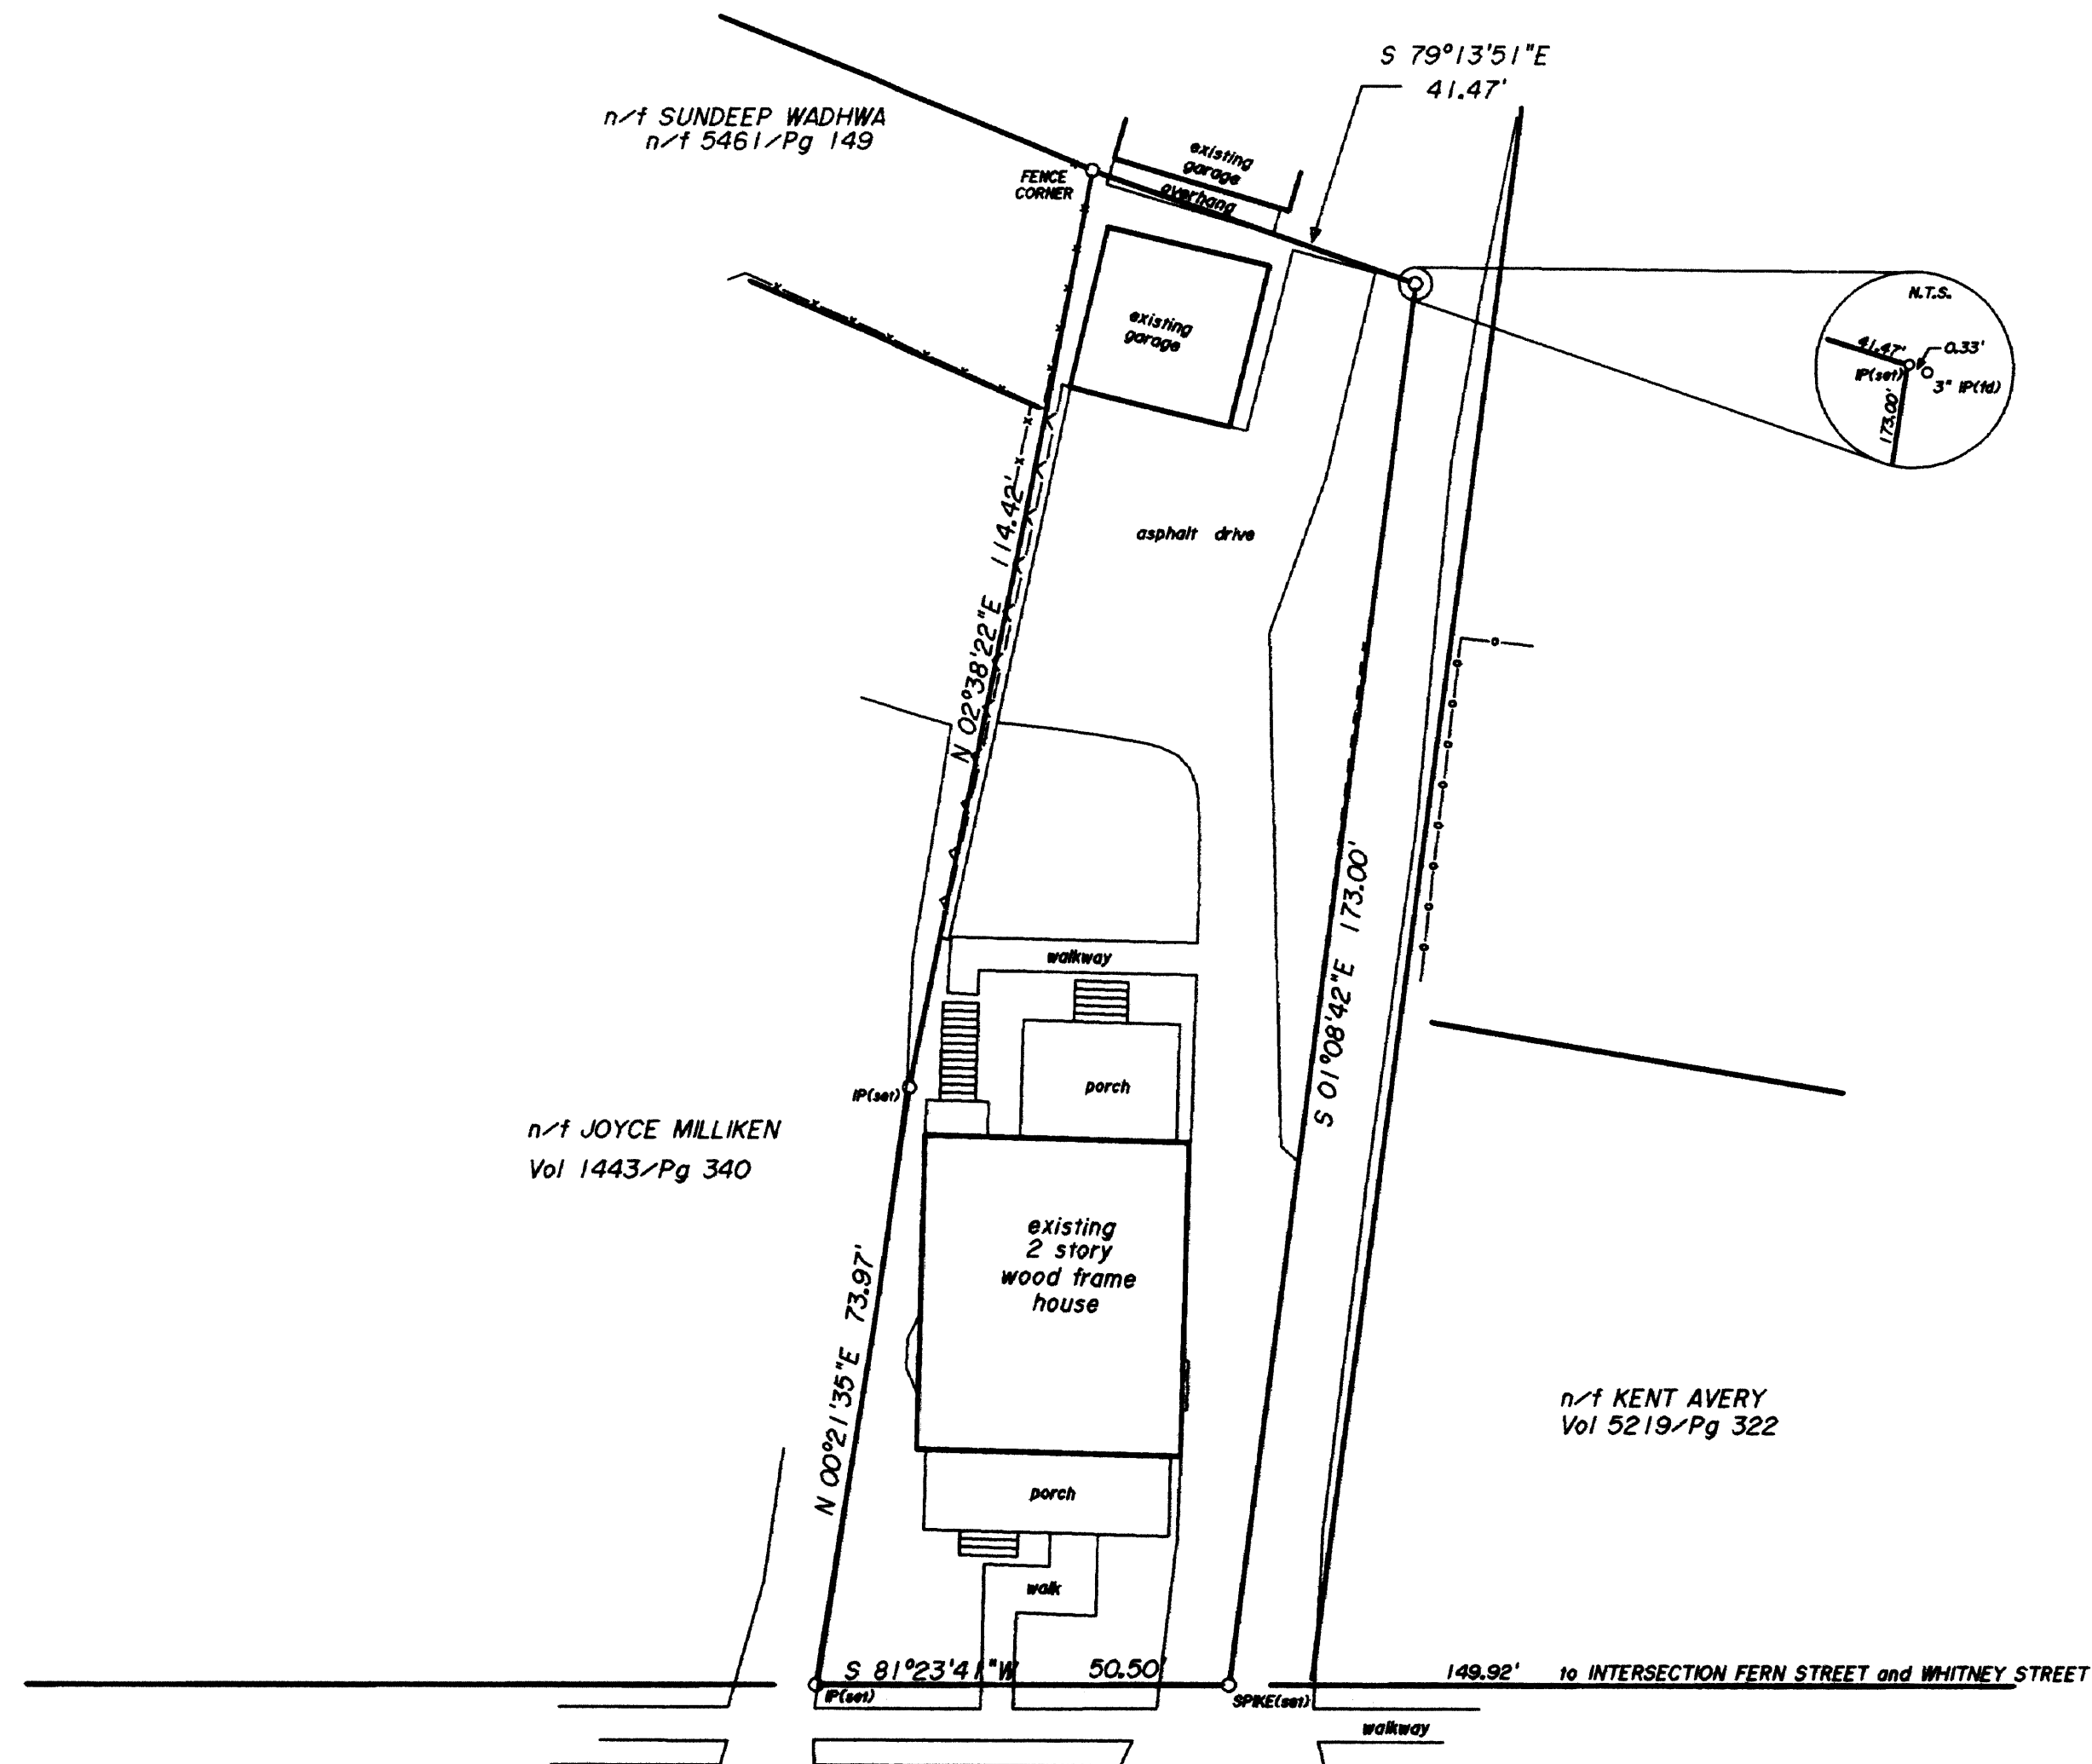 S 79°13'51"E
41.47'
n/f SUNDEEP WADHWA
n/f 5461/Pg 149
existing
garage
overhang
FENCE
CORNER
N.T.S.
41.47'
0.33'
IP(set)
3" IP(fd)
173.00'
existing
garage
asphalt drive
N 02°38'22"E 114.42'
walkway
S 01°08'42"E 173.00'
IP(set)
porch
n/f JOYCE MILLIKEN
Vol 1443/Pg 340
existing
2 story
wood frame
house
N 00°21'35"E 73.97'
n/f KENT AVERY
Vol 5219/Pg 322
porch
walk
S 81°23'41"W 50.50'
149.92' to INTERSECTION FERN STREET and WHITNEY STREET
IP(set)
SPIKE(set)
walkway